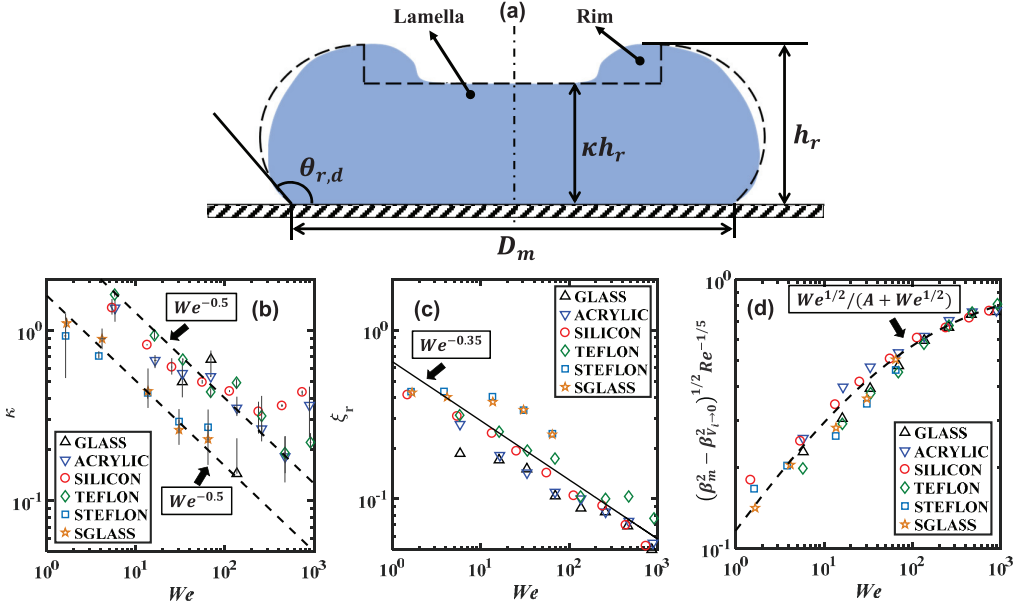 (a)
Lamella
Rim
θr,d
κhr
hr
Dm
(b)
We^−0.5
We^−0.5
κ
10^0
10^-1
GLASS
ACRYLIC
SILICON
TEFLON
STEFLON
SGLASS
10^0 10^1 10^2 10^3
We
(c)
We^−0.35
ξr
10^0
10^-1
GLASS
ACRYLIC
SILICON
TEFLON
STEFLON
SGLASS
10^0 10^1 10^2 10^3
We
(d)
We^1/2/(A + We^1/2)
(β²m − β²Vi→0)^1/2 Re^−1/5
10^0
10^-1
GLASS
ACRYLIC
SILICON
TEFLON
STEFLON
SGLASS
10^0 10^1 10^2 10^3
We